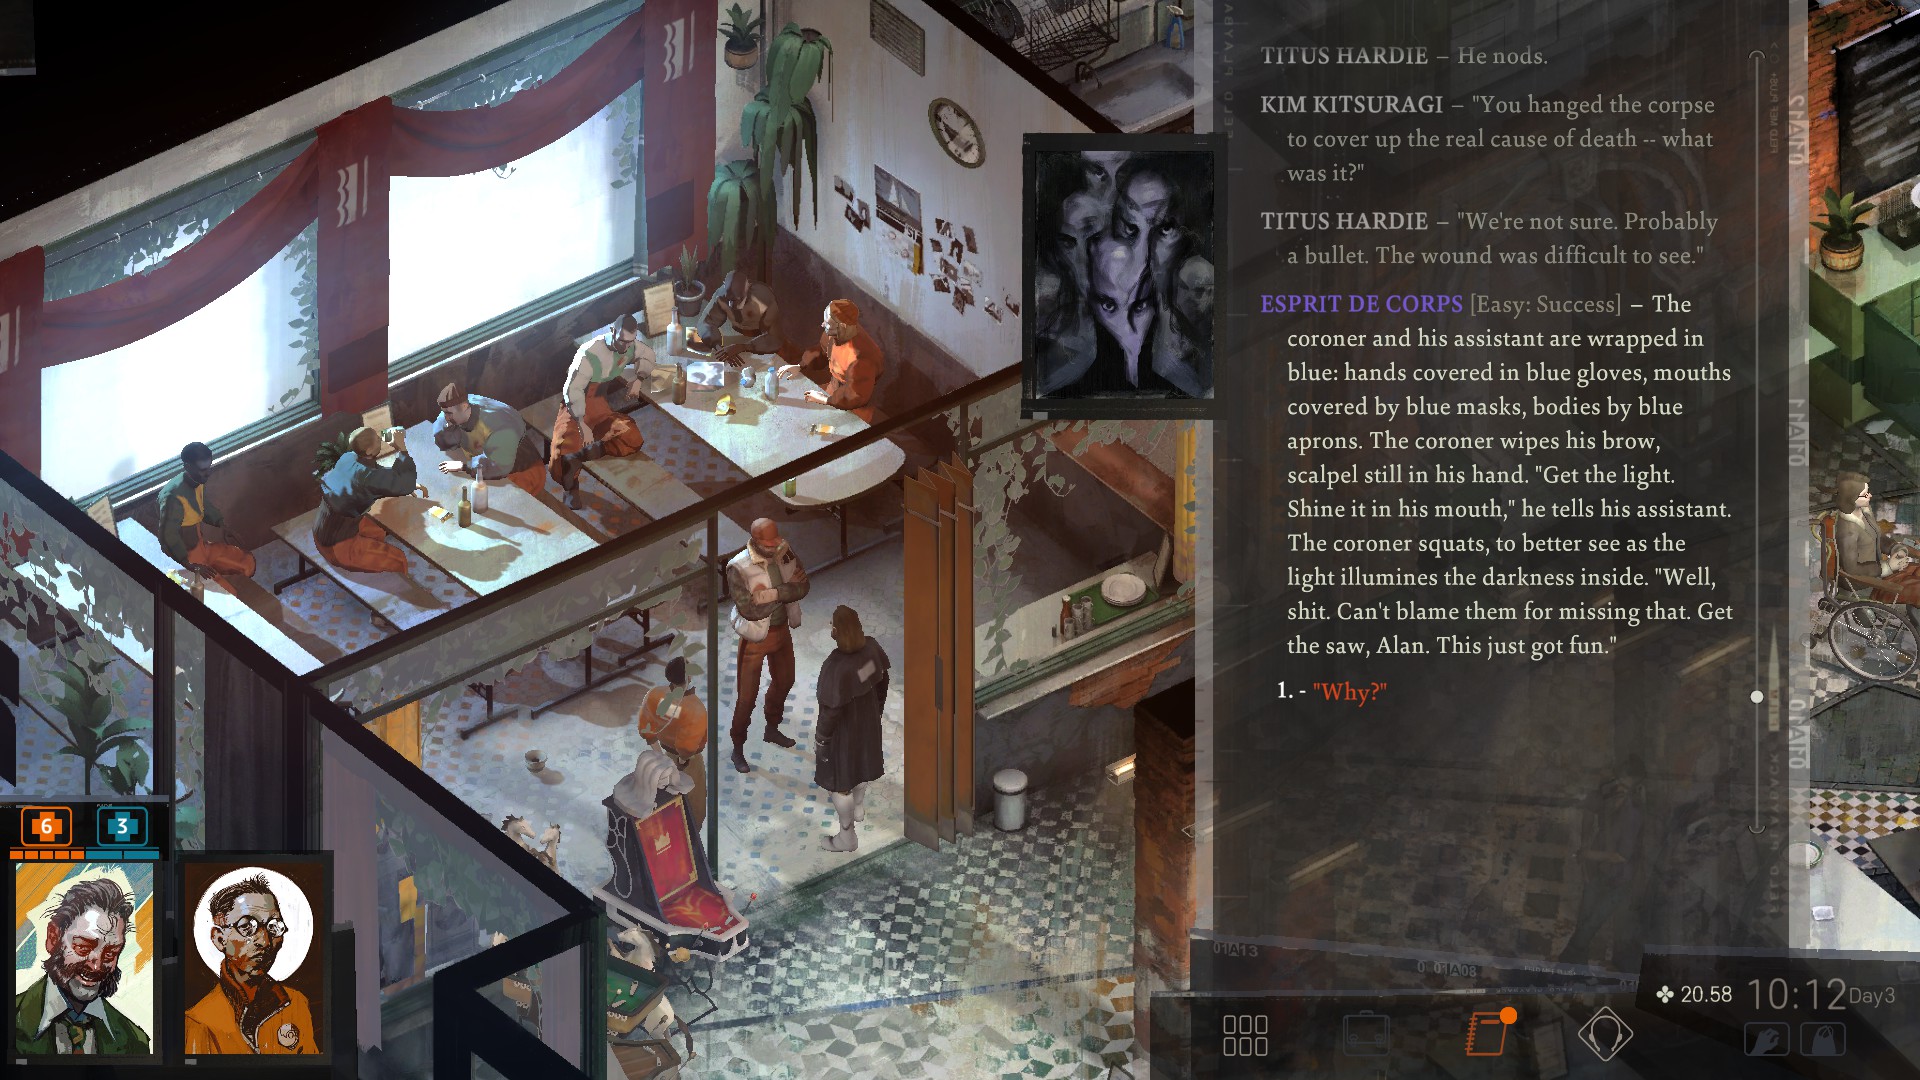 TITUS HARDIE – He nods.
KIM KITSURAGI – "You hanged the corpse
to cover up the real cause of death -- what
was it?"
TITUS HARDIE – "We're not sure. Probably
a bullet. The wound was difficult to see."
ESPRIT DE CORPS [Easy: Success] – The
coroner and his assistant are wrapped in
blue: hands covered in blue gloves, mouths
covered by blue masks, bodies by blue
aprons. The coroner wipes his brow,
scalpel still in his hand. "Get the light.
Shine it in his mouth," he tells his assistant.
The coroner squats, to better see as the
light illumines the darkness inside. "Well,
shit. Can't blame them for missing that. Get
the saw, Alan. This just got fun."
1. - "Why?"
6
3
01A13
01A08
20.58
10:12
Day3